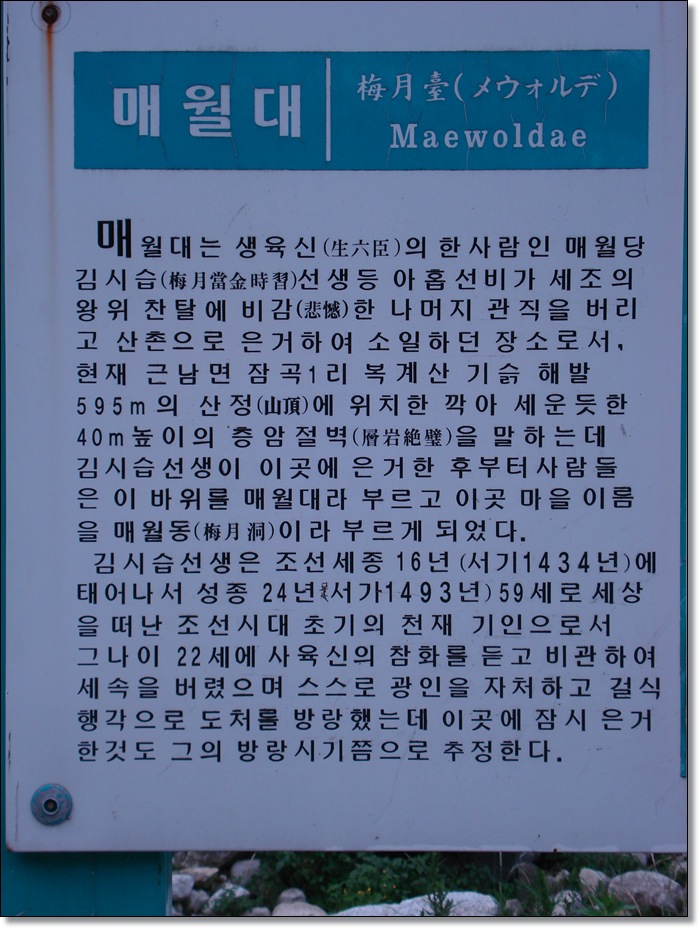 매월대
梅月臺(メウォルデ)
Maewoldae
매월대는 생육신(生六臣)의 한사람인 매월당
김시습(梅月當金時習)선생등 아홉선비가 세조의
왕위 찬탈에 비감(悲憾)한 나머지 관직을 버리
고 산촌으로 은거하여 소일하던 장소로서,
현재 근남면 잠곡1리 복계산 기슭 해발
595m의 산정(山頂)에 위치한 깍아 세운듯한
40m높이의 층암절벽(層岩絶璧)을 말하는데
김시습선생이 이곳에 은거한 후부터사람들
은 이 바위를 매월대라 부르고 이곳 마을이름
을 매월동(梅月洞)이라 부르게 되었다.
김시습선생은 조선세종 16년 (서기1434년)에
태어나서 성종 24년(서기1493년) 59세로 세상
을 떠난 조선시대 초기의 천재 기인으로서
그나이 22세에 사육신의 참화를 듣고 비관하여
세속을 버렸으며 스스로 광인을 자처하고 걸식
행각으로 도처를 방랑했는데 이곳에 잠시 은거
한것도 그의 방랑시기쯤으로 추정한다.